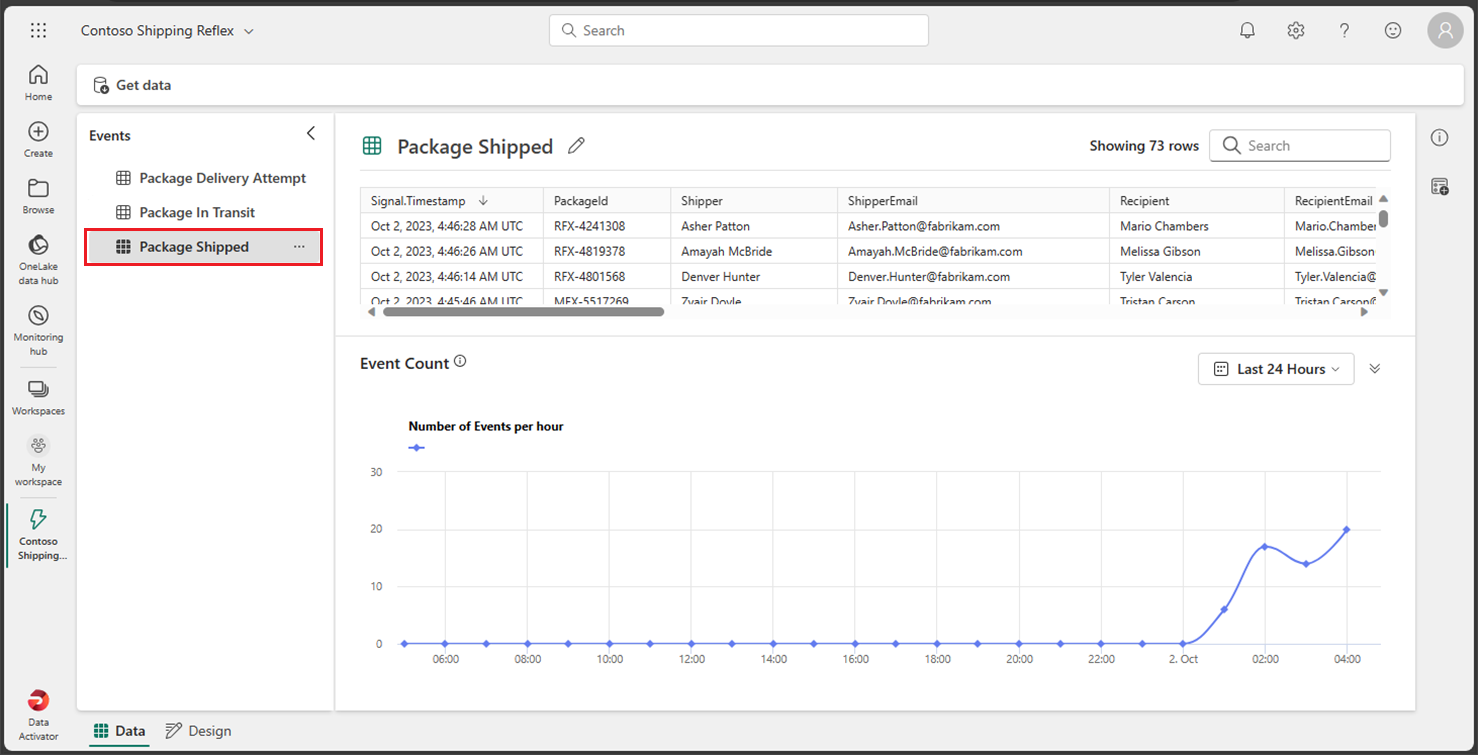 Contoso Shipping Reflex
Search
Home
Create
Browse
OneLake
data hub
Monitoring
hub
Workspaces
My
workspace
Contoso
Shipping...
Data
Activator
Get data
Events
Package Delivery Attempt
Package In Transit
Package Shipped ...
Package Shipped
Showing 73 rows
Search
Signal.Timestamp PackageId Shipper ShipperEmail Recipient RecipientEmail
Oct 2, 2023, 4:46:28 AM UTC RFX-4241308 Asher Patton Asher.Patton@fabrikam.com Mario Chambers Mario.Chamber
Oct 2, 2023, 4:46:26 AM UTC RFX-4819378 Amayah McBride Amayah.McBride@fabrikam.com Melissa Gibson Melissa.Gibson
Oct 2, 2023, 4:46:14 AM UTC RFX-4801568 Denver Hunter Denver.Hunter@fabrikam.com Tyler Valencia Tyler.Valencia@
Oct 2, 2023, 4:45:46 AM UTC MFX-5517269 Zyair Doyle Zyair.Doyle@fabrikam.com Tristan Carson Tristan.Carson@
Event Count
Last 24 Hours
Number of Events per hour
30
20
10
0
06:00 08:00 10:00 12:00 14:00 16:00 18:00 20:00 22:00 2. Oct 02:00 04:00
Data
Design